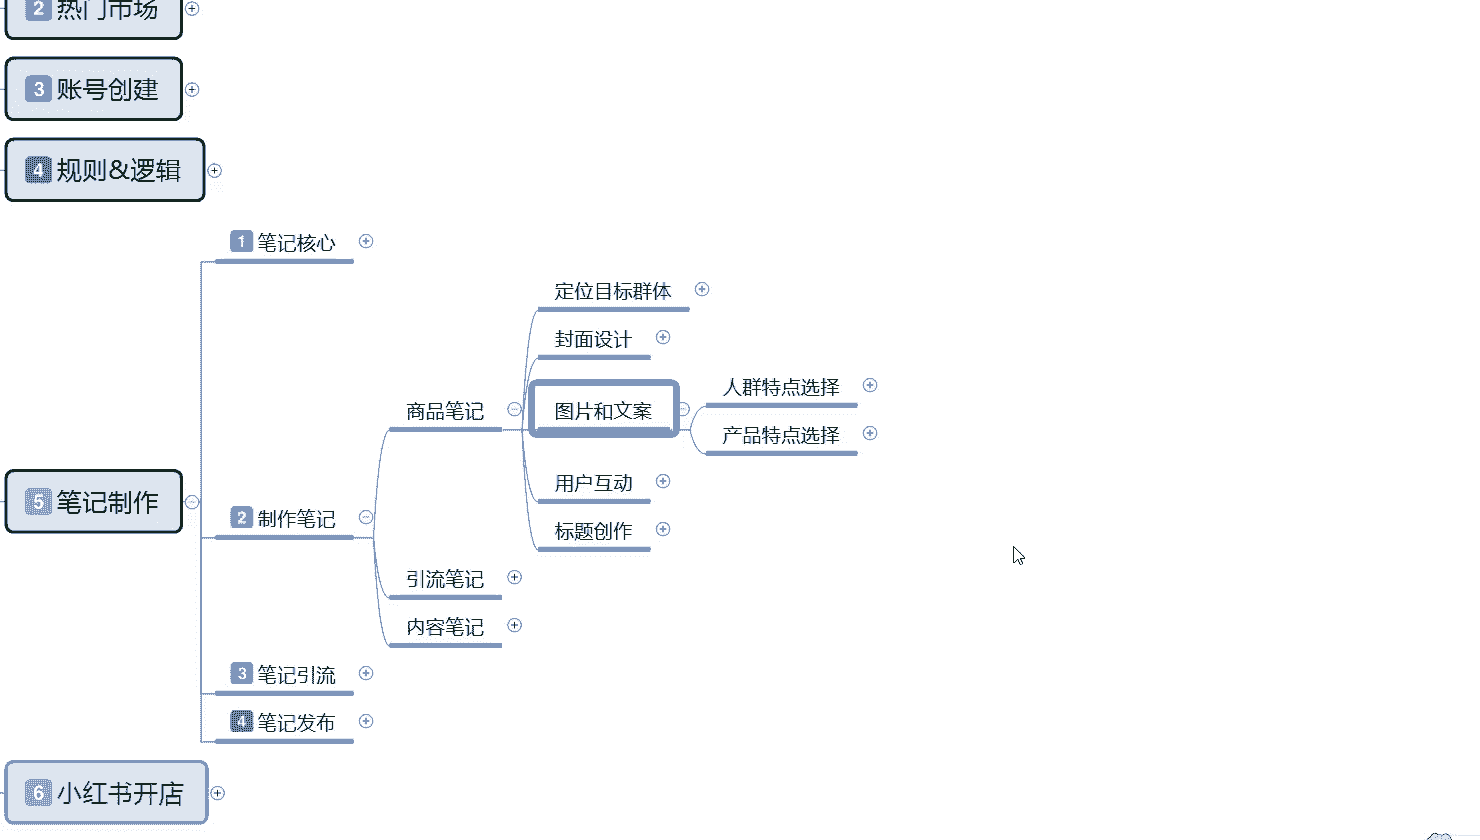 2 热门市场
3 账号创建
4 规则&逻辑
1 笔记核心
定位目标群体
封面设计
人群特点选择
商品笔记
图片和文案
产品特点选择
用户互动
5 笔记制作
2 制作笔记
标题创作
引流笔记
内容笔记
3 笔记引流
4 笔记发布
6 小红书开店